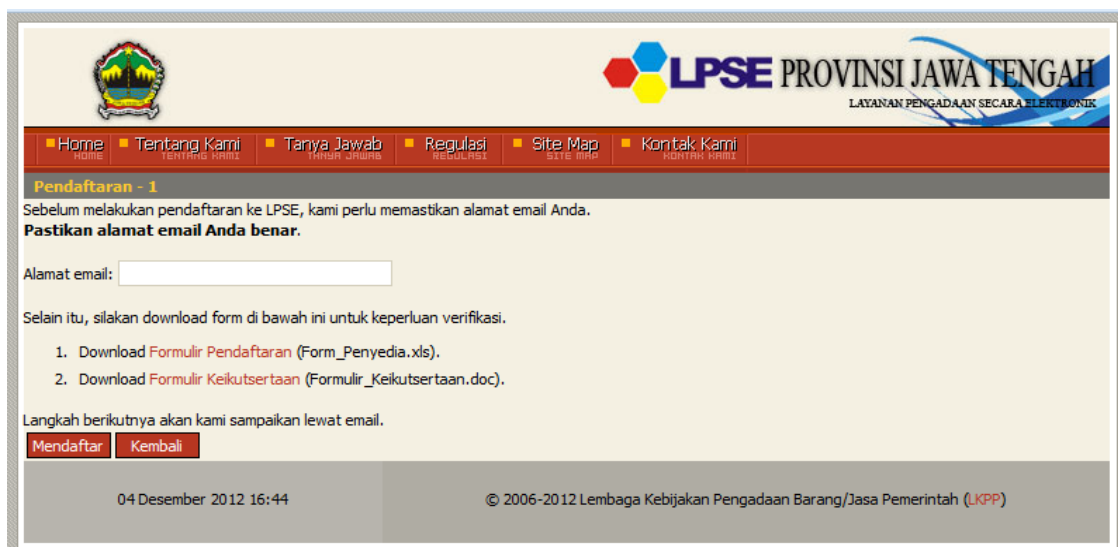 LPSE PROVINSI JAWA TENGAH
LAYANAN PENGADAAN SECARA ELEKTRONIK
Home Tentang Kami Tanya Jawab Regulasi Site Map Kontak Kami
HOME TENTANG KAMI TANYA JAWAB REGULASI SITE MAP KONTAK KAMI
Pendaftaran - 1
Sebelum melakukan pendaftaran ke LPSE, kami perlu memastikan alamat email Anda.
Pastikan alamat email Anda benar.
Alamat email:
Selain itu, silakan download form di bawah ini untuk keperluan verifikasi.
1. Download Formulir Pendaftaran (Form_Penyedia.xls).
2. Download Formulir Keikutsertaan (Formulir_Keikutsertaan.doc).
Langkah berikutnya akan kami sampaikan lewat email.
Mendaftar Kembali
04 Desember 2012 16:44 © 2006-2012 Lembaga Kebijakan Pengadaan Barang/Jasa Pemerintah (LKPP)